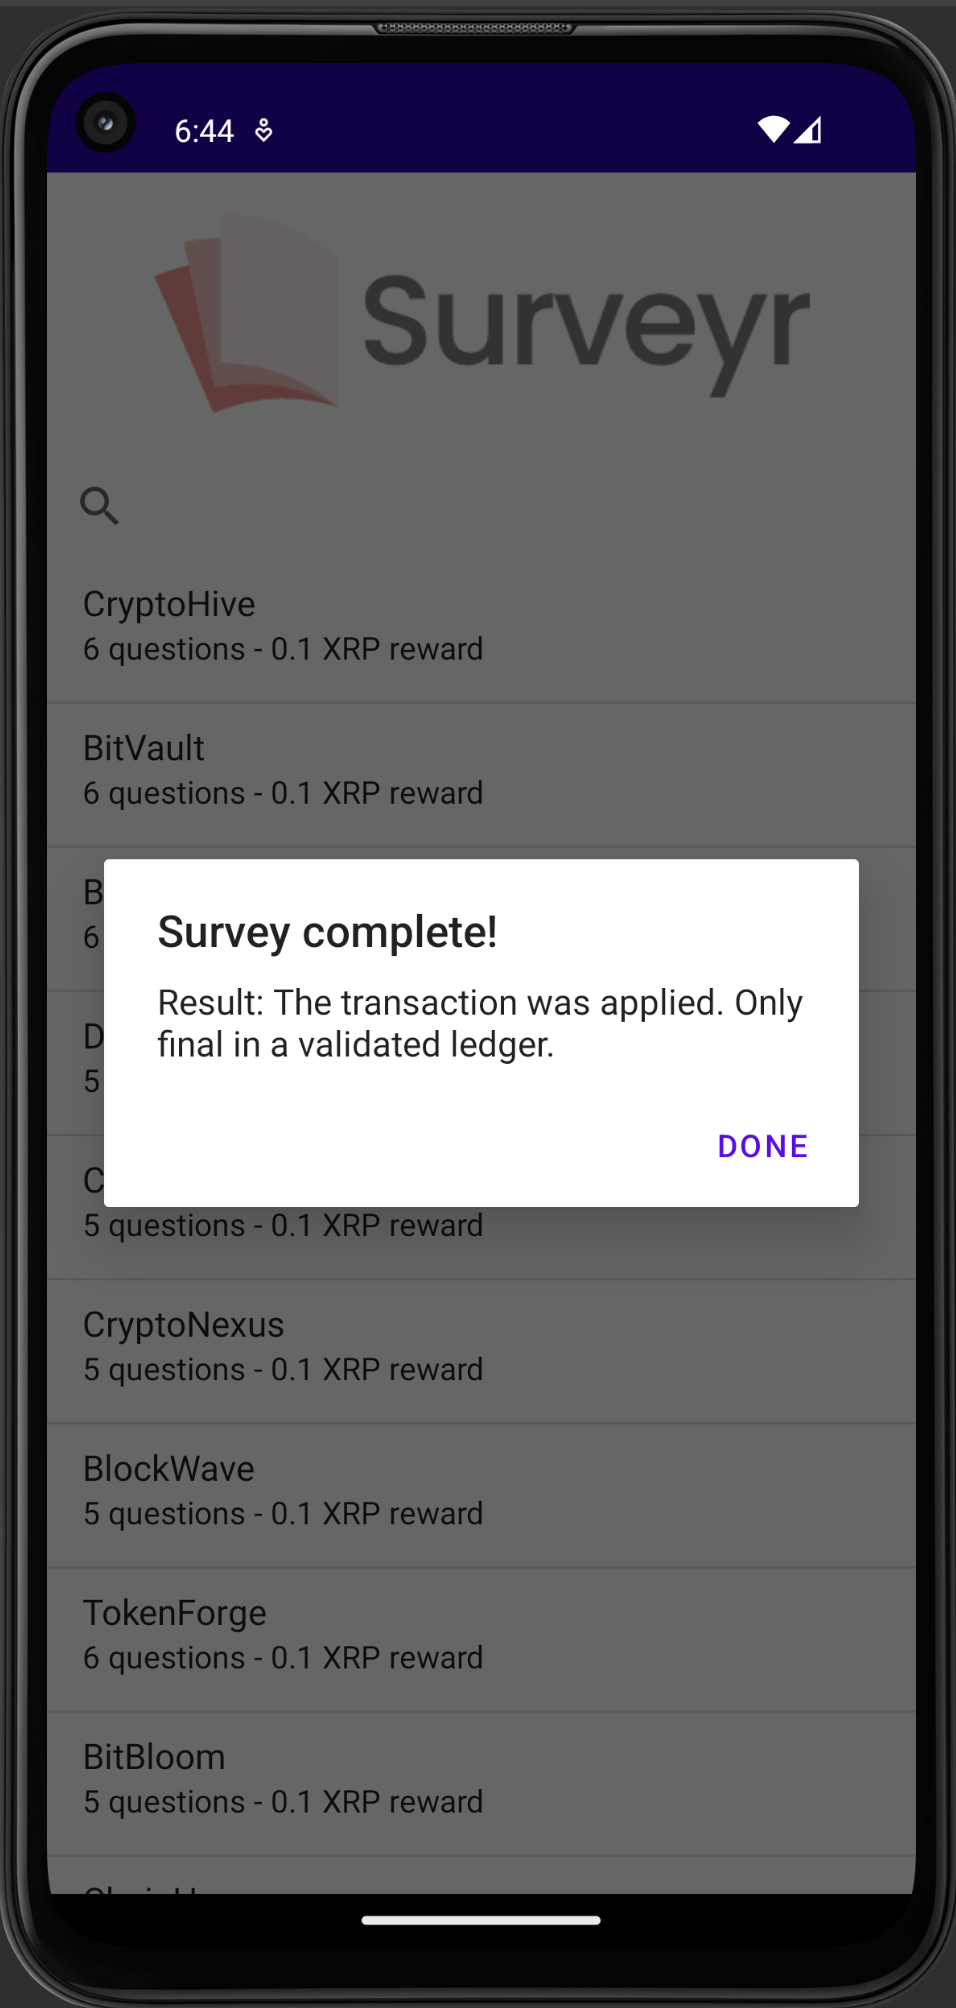 6:44
Surveyr
CryptoHive
6 questions - 0.1 XRP reward
BitVault
6 questions - 0.1 XRP reward
B
6
Survey complete!
Result: The transaction was applied. Only
final in a validated ledger.
DONE
D
5
C
5 questions - 0.1 XRP reward
CryptoNexus
5 questions - 0.1 XRP reward
BlockWave
5 questions - 0.1 XRP reward
TokenForge
6 questions - 0.1 XRP reward
BitBloom
5 questions - 0.1 XRP reward